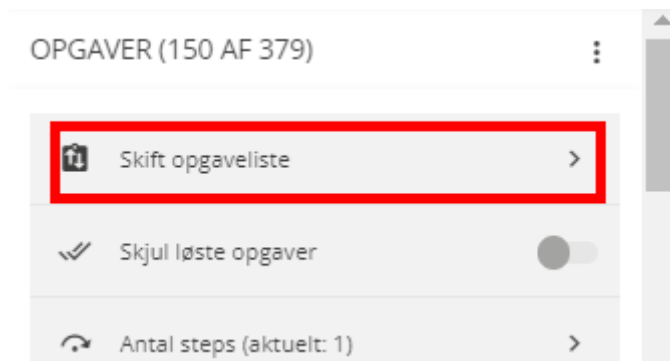 OPGAVER (150 AF 379)
Skift opgaveliste
Skjul løste opgaver
Antal steps (aktuelt: 1)